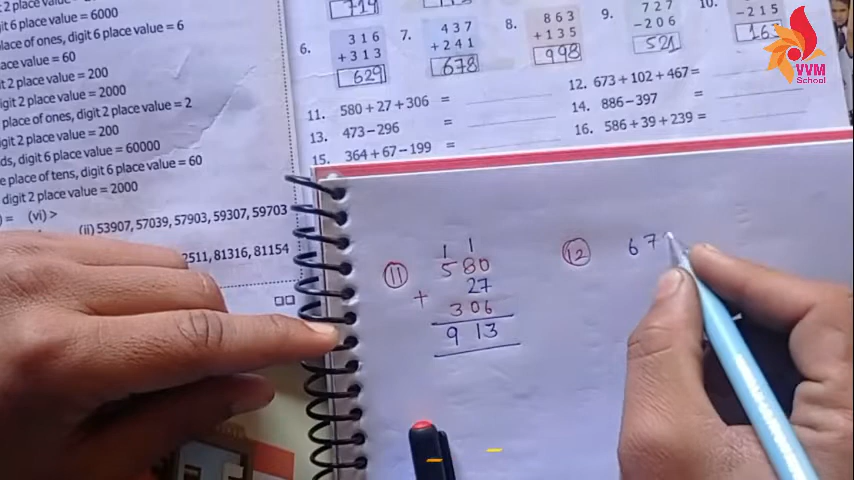 2 place value =
git 6 place value = 6000
lace of ones, digit 6 place value = 6
ace value = 60
it 2 place value = 200
igit 2 place value = 2000
place of ones, digit 2 place value = 2
git 2 place value = 200
ds, digit 6 place value = 60000
e place of tens, digit 6 place value = 60
digit 2 place value = 2000
) = (vi) >
(ii) 53907, 57039, 57903, 59307, 59703
2511, 81316, 81154
714
6. 316 + 313 629
7. 437 + 241 678
8. 863 + 135 998
9. 727 - 206 521
10. - 215 163
11. 580 + 27 + 306 =
12. 673 + 102 + 467 =
13. 473 - 296 =
14. 886 - 397 =
15. 364 + 67 - 199 =
16. 586 + 39 + 239 =
VVM
School
11
1 1
580
27
+ 306
913
12
67